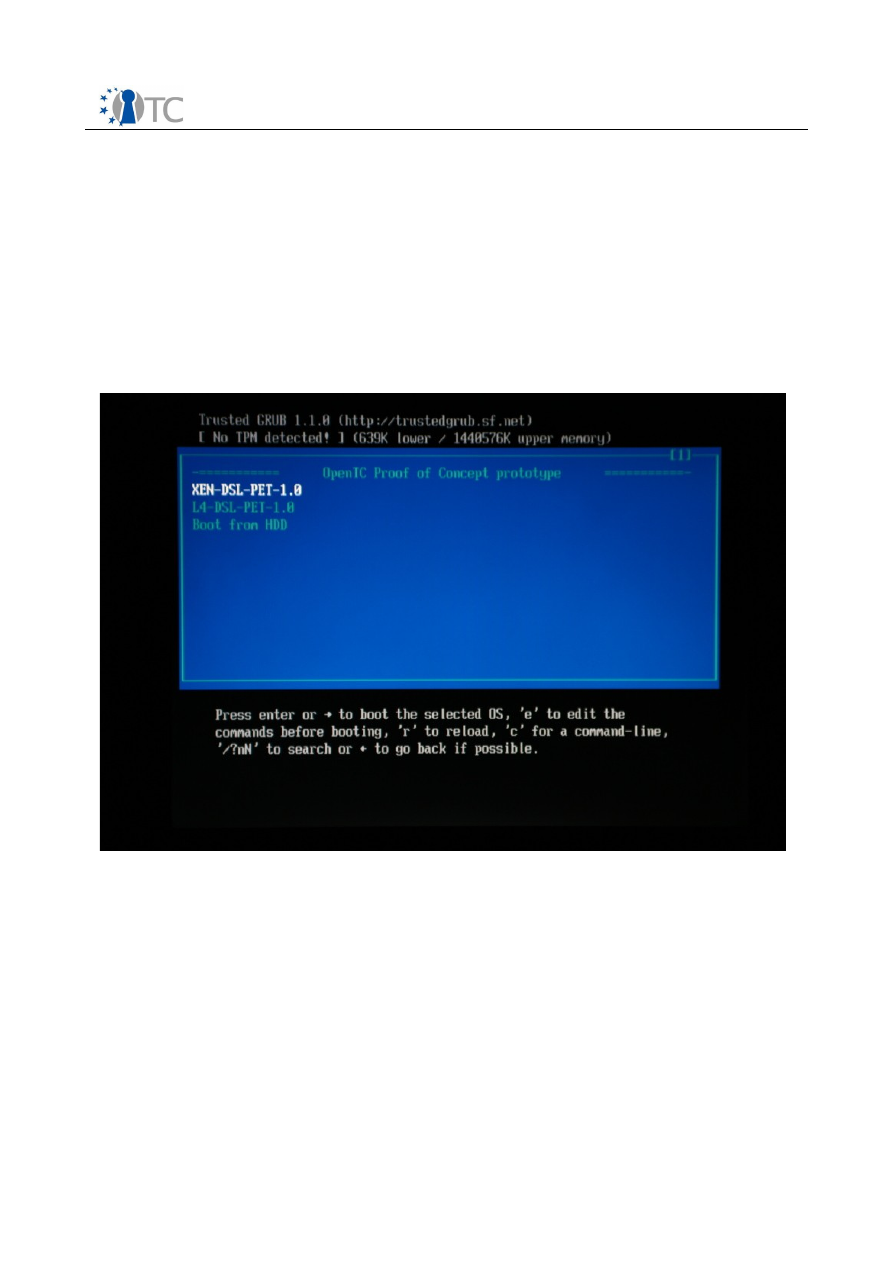 TC
Trusted GRUB 1.1.0 (http://trustedgrub.sf.net)
[ No TPM detected! ] (639K lower / 1440576K upper memory)
[1]
-=========== OpenTC Proof of Concept prototype ===========-
XEN-DSL-PET-1.0
L4-DSL-PET-1.0
Boot from HDD
Press enter or → to boot the selected OS, 'e' to edit the
commands before booting, 'r' to reload, 'c' for a command-line,
'/?nN' to search or ← to go back if possible.